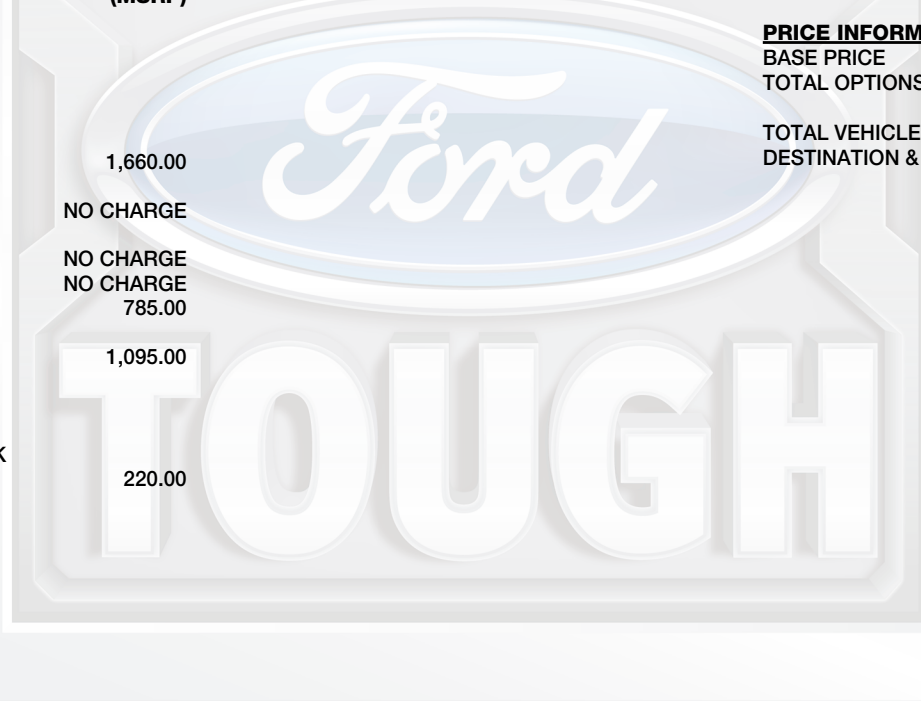 (MSRP)
1,660.00
NO CHARGE
NO CHARGE
NO CHARGE
785.00
1,095.00
220.00
PRICE
BASE PRICE
TOTAL OPTIONS
TOTAL VEHICLE
DESTINATION &
Ford
TOUGH